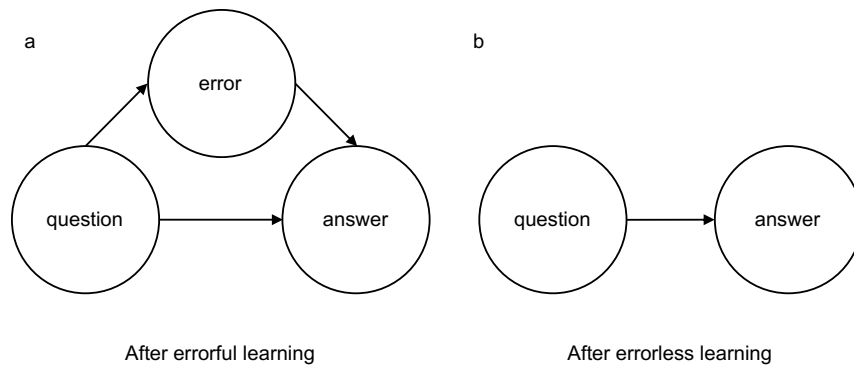 a
error
question
answer
After errorful learning
b
question
answer
After errorless learning